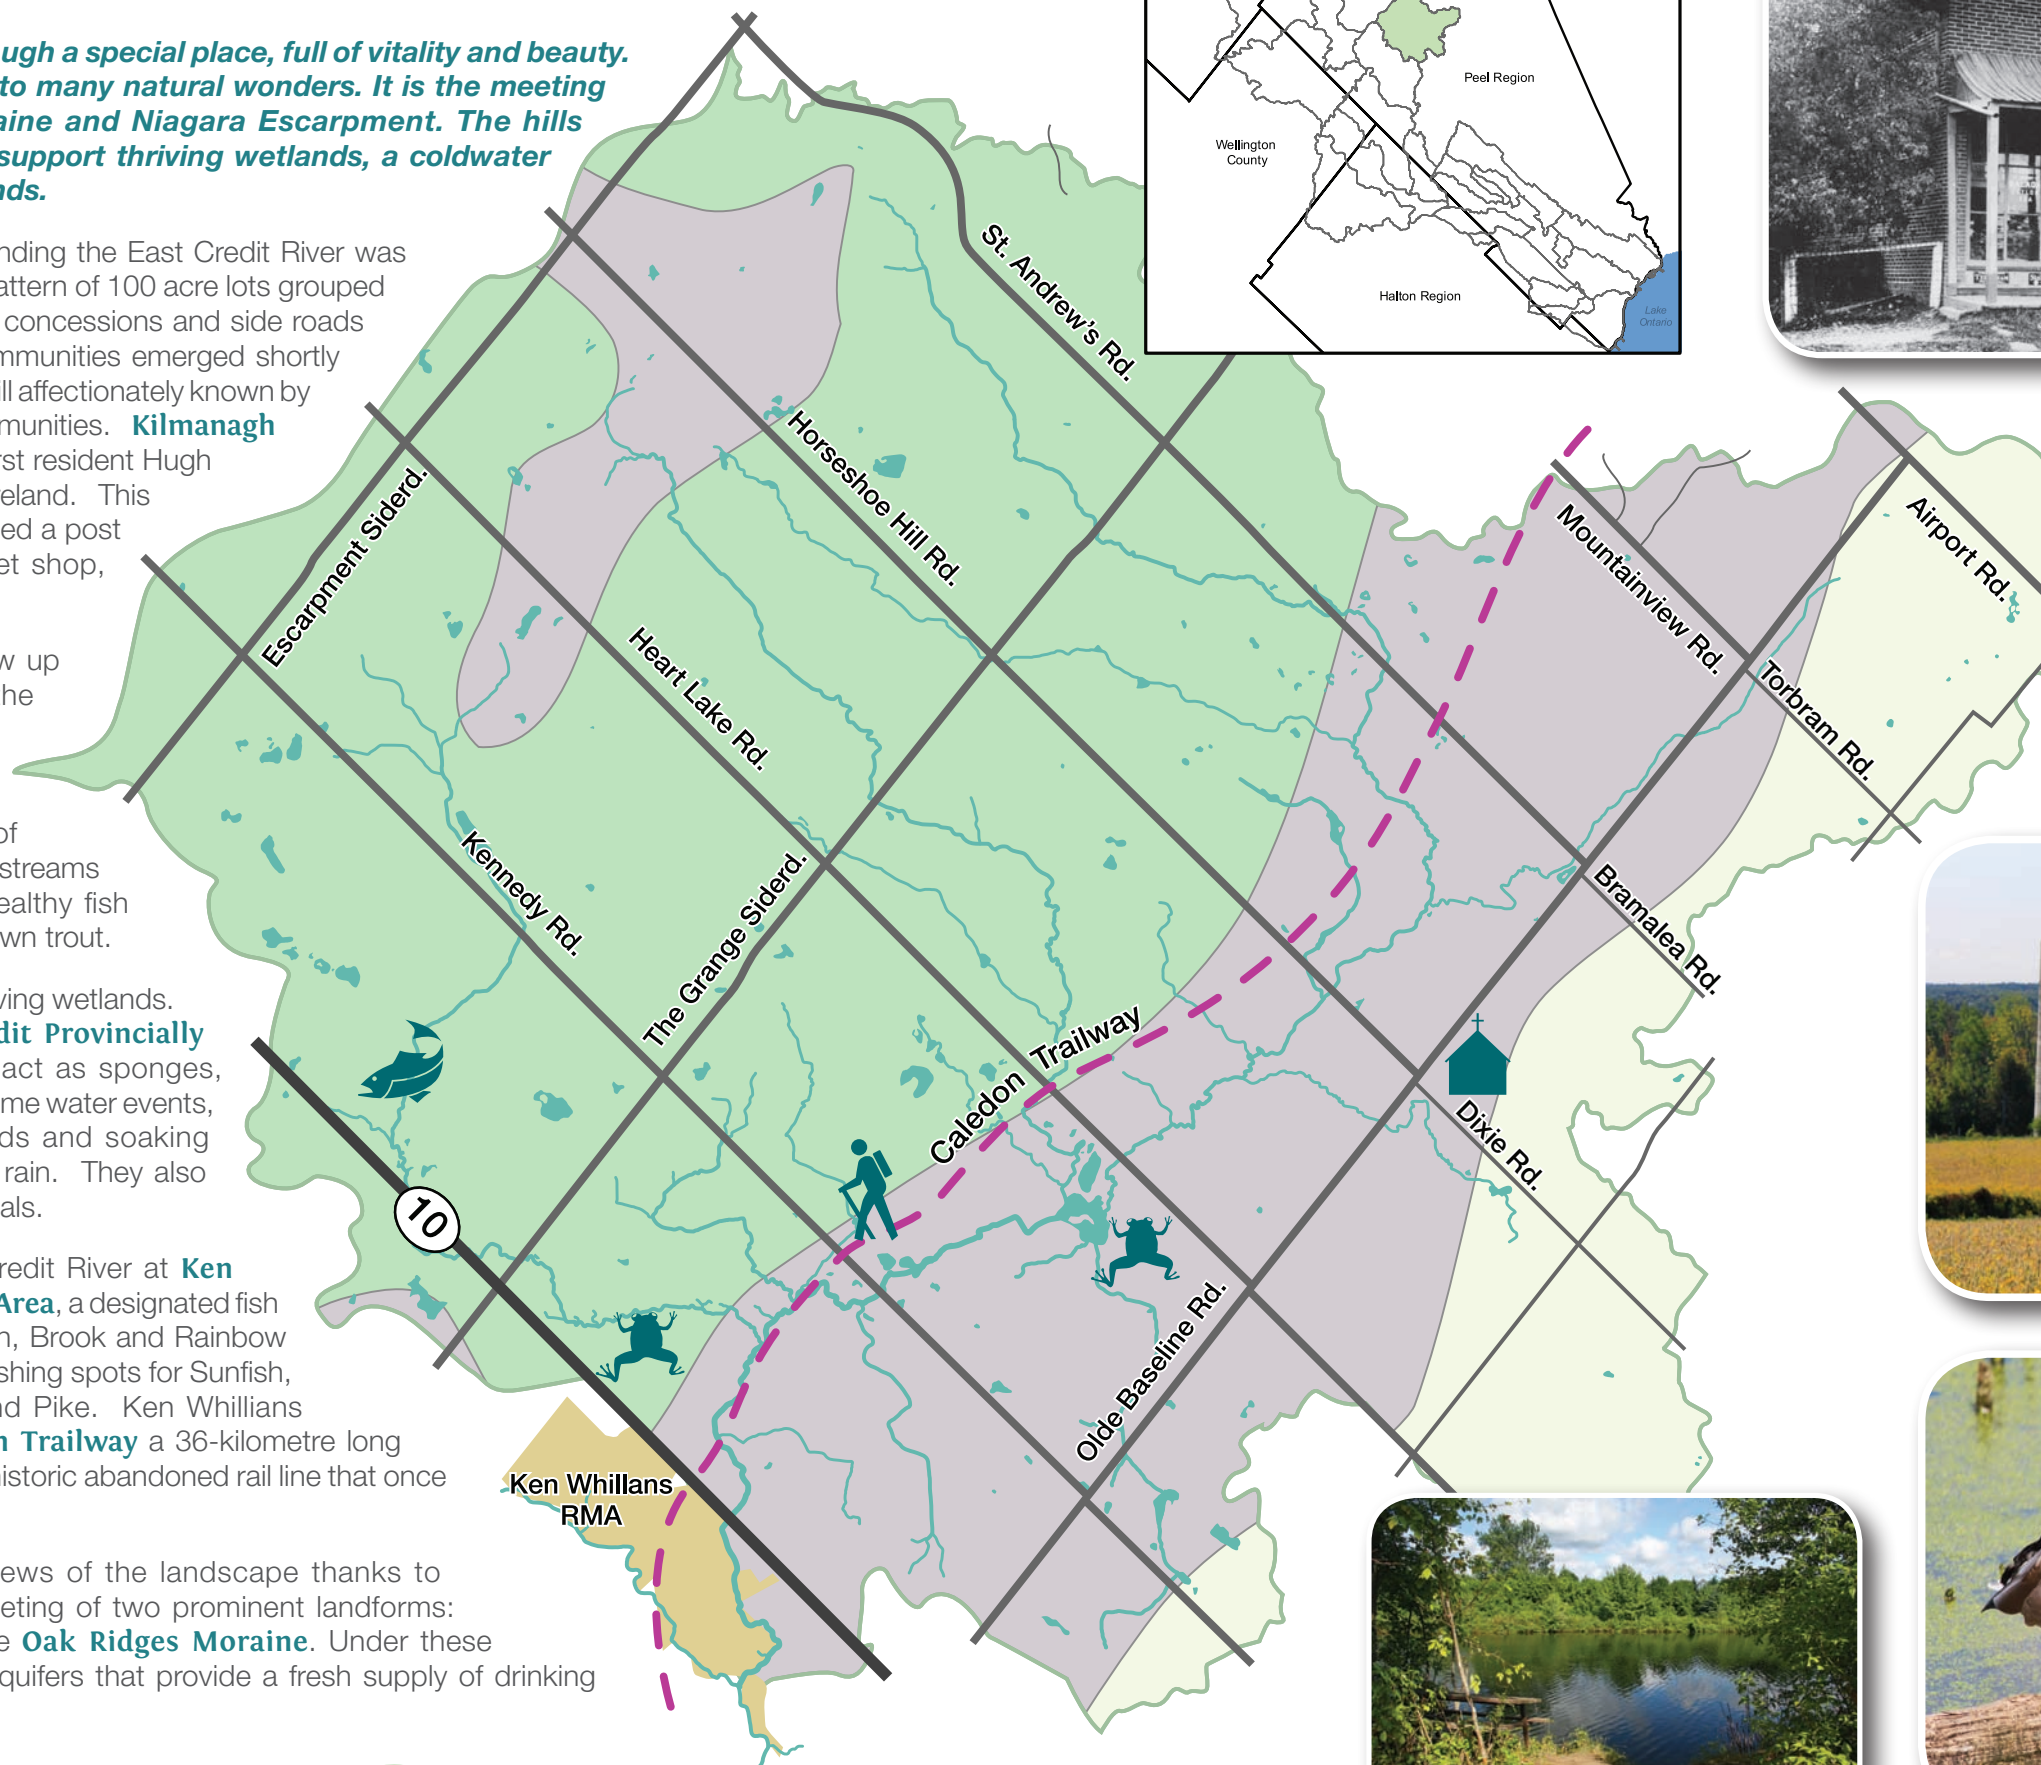 ugh a special place, full of vitality and beauty.
to many natural wonders. It is the meeting
aine and Niagara Escarpment. The hills
support thriving wetlands, a coldwater
nds.
nding the East Credit River was
attern of 100 acre lots grouped
concessions and side roads
mmunities emerged shortly
ill affectionately known by
munities. Kilmanagh
rst resident Hugh
reland. This
ed a post
et shop,
w up
he
of
streams
ealthy fish
wn trout.
ving wetlands.
dit Provincially
act as sponges,
me water events,
ds and soaking
rain. They also
als.
redit River at Ken
Area, a designated fish
n, Brook and Rainbow
shing spots for Sunfish,
nd Pike. Ken Whillians
n Trailway a 36-kilometre long
historic abandoned rail line that once
ews of the landscape thanks to
eting of two prominent landforms:
e Oak Ridges Moraine. Under these
quifers that provide a fresh supply of drinking
Peel Region
Wellington
County
Halton Region
Lake
Ontario
St. Andrew's Rd.
Horseshoe Hill Rd.
Escarpment Siderd.
Heart Lake Rd.
Kennedy Rd.
The Grange Siderd.
Mountainview Rd.
Airport Rd.
Torbram Rd.
Bramalea Rd.
Caledon Trailway
Dixie Rd.
Olde Baseline Rd.
10
Ken Whillans
RMA